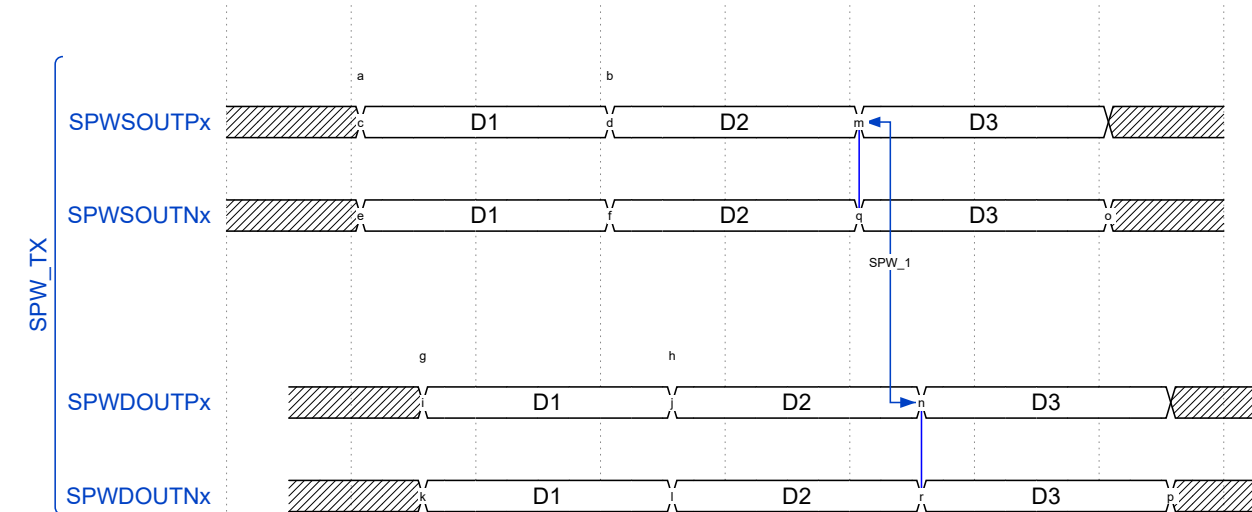 a b
SPWSOUTPx c D1 d D2 m D3
SPWSOUTNx e D1 f D2 q D3 o
SPW_1
SPW_TX
g h
SPWDOUTPx i D1 j D2 n D3
SPWDOUTNx k D1 l D2 r D3 p